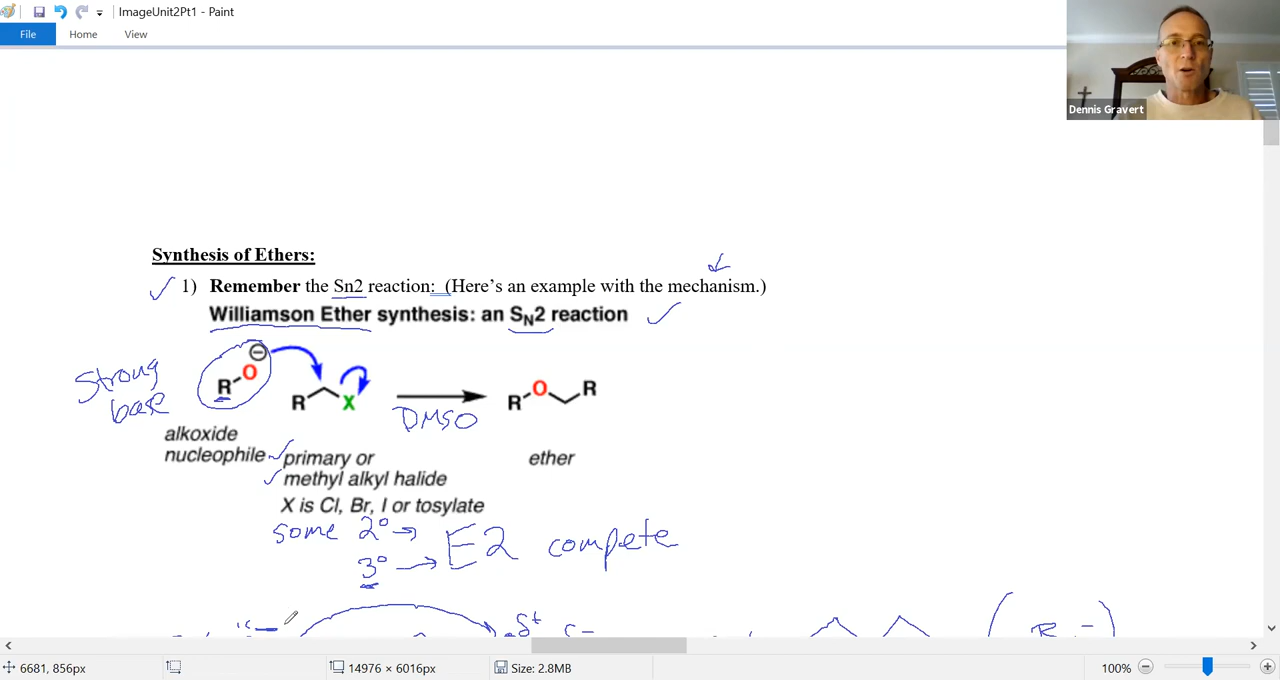 ImageUnit2Pt1 - Paint
File Home View
Dennis Gravert
Synthesis of Ethers:
1) Remember the Sn2 reaction: (Here's an example with the mechanism.)
Williamson Ether synthesis: an SN2 reaction
Strong
base
R O
R X
DMSO
R O R
alkoxide
nucleophile
primary or
methyl alkyl halide
X is Cl, Br, I or tosylate
ether
some 2° → E2 compete
3° →
δ+
δ-
R
6681, 856px
14976 × 6016px
Size: 2.8MB
100%